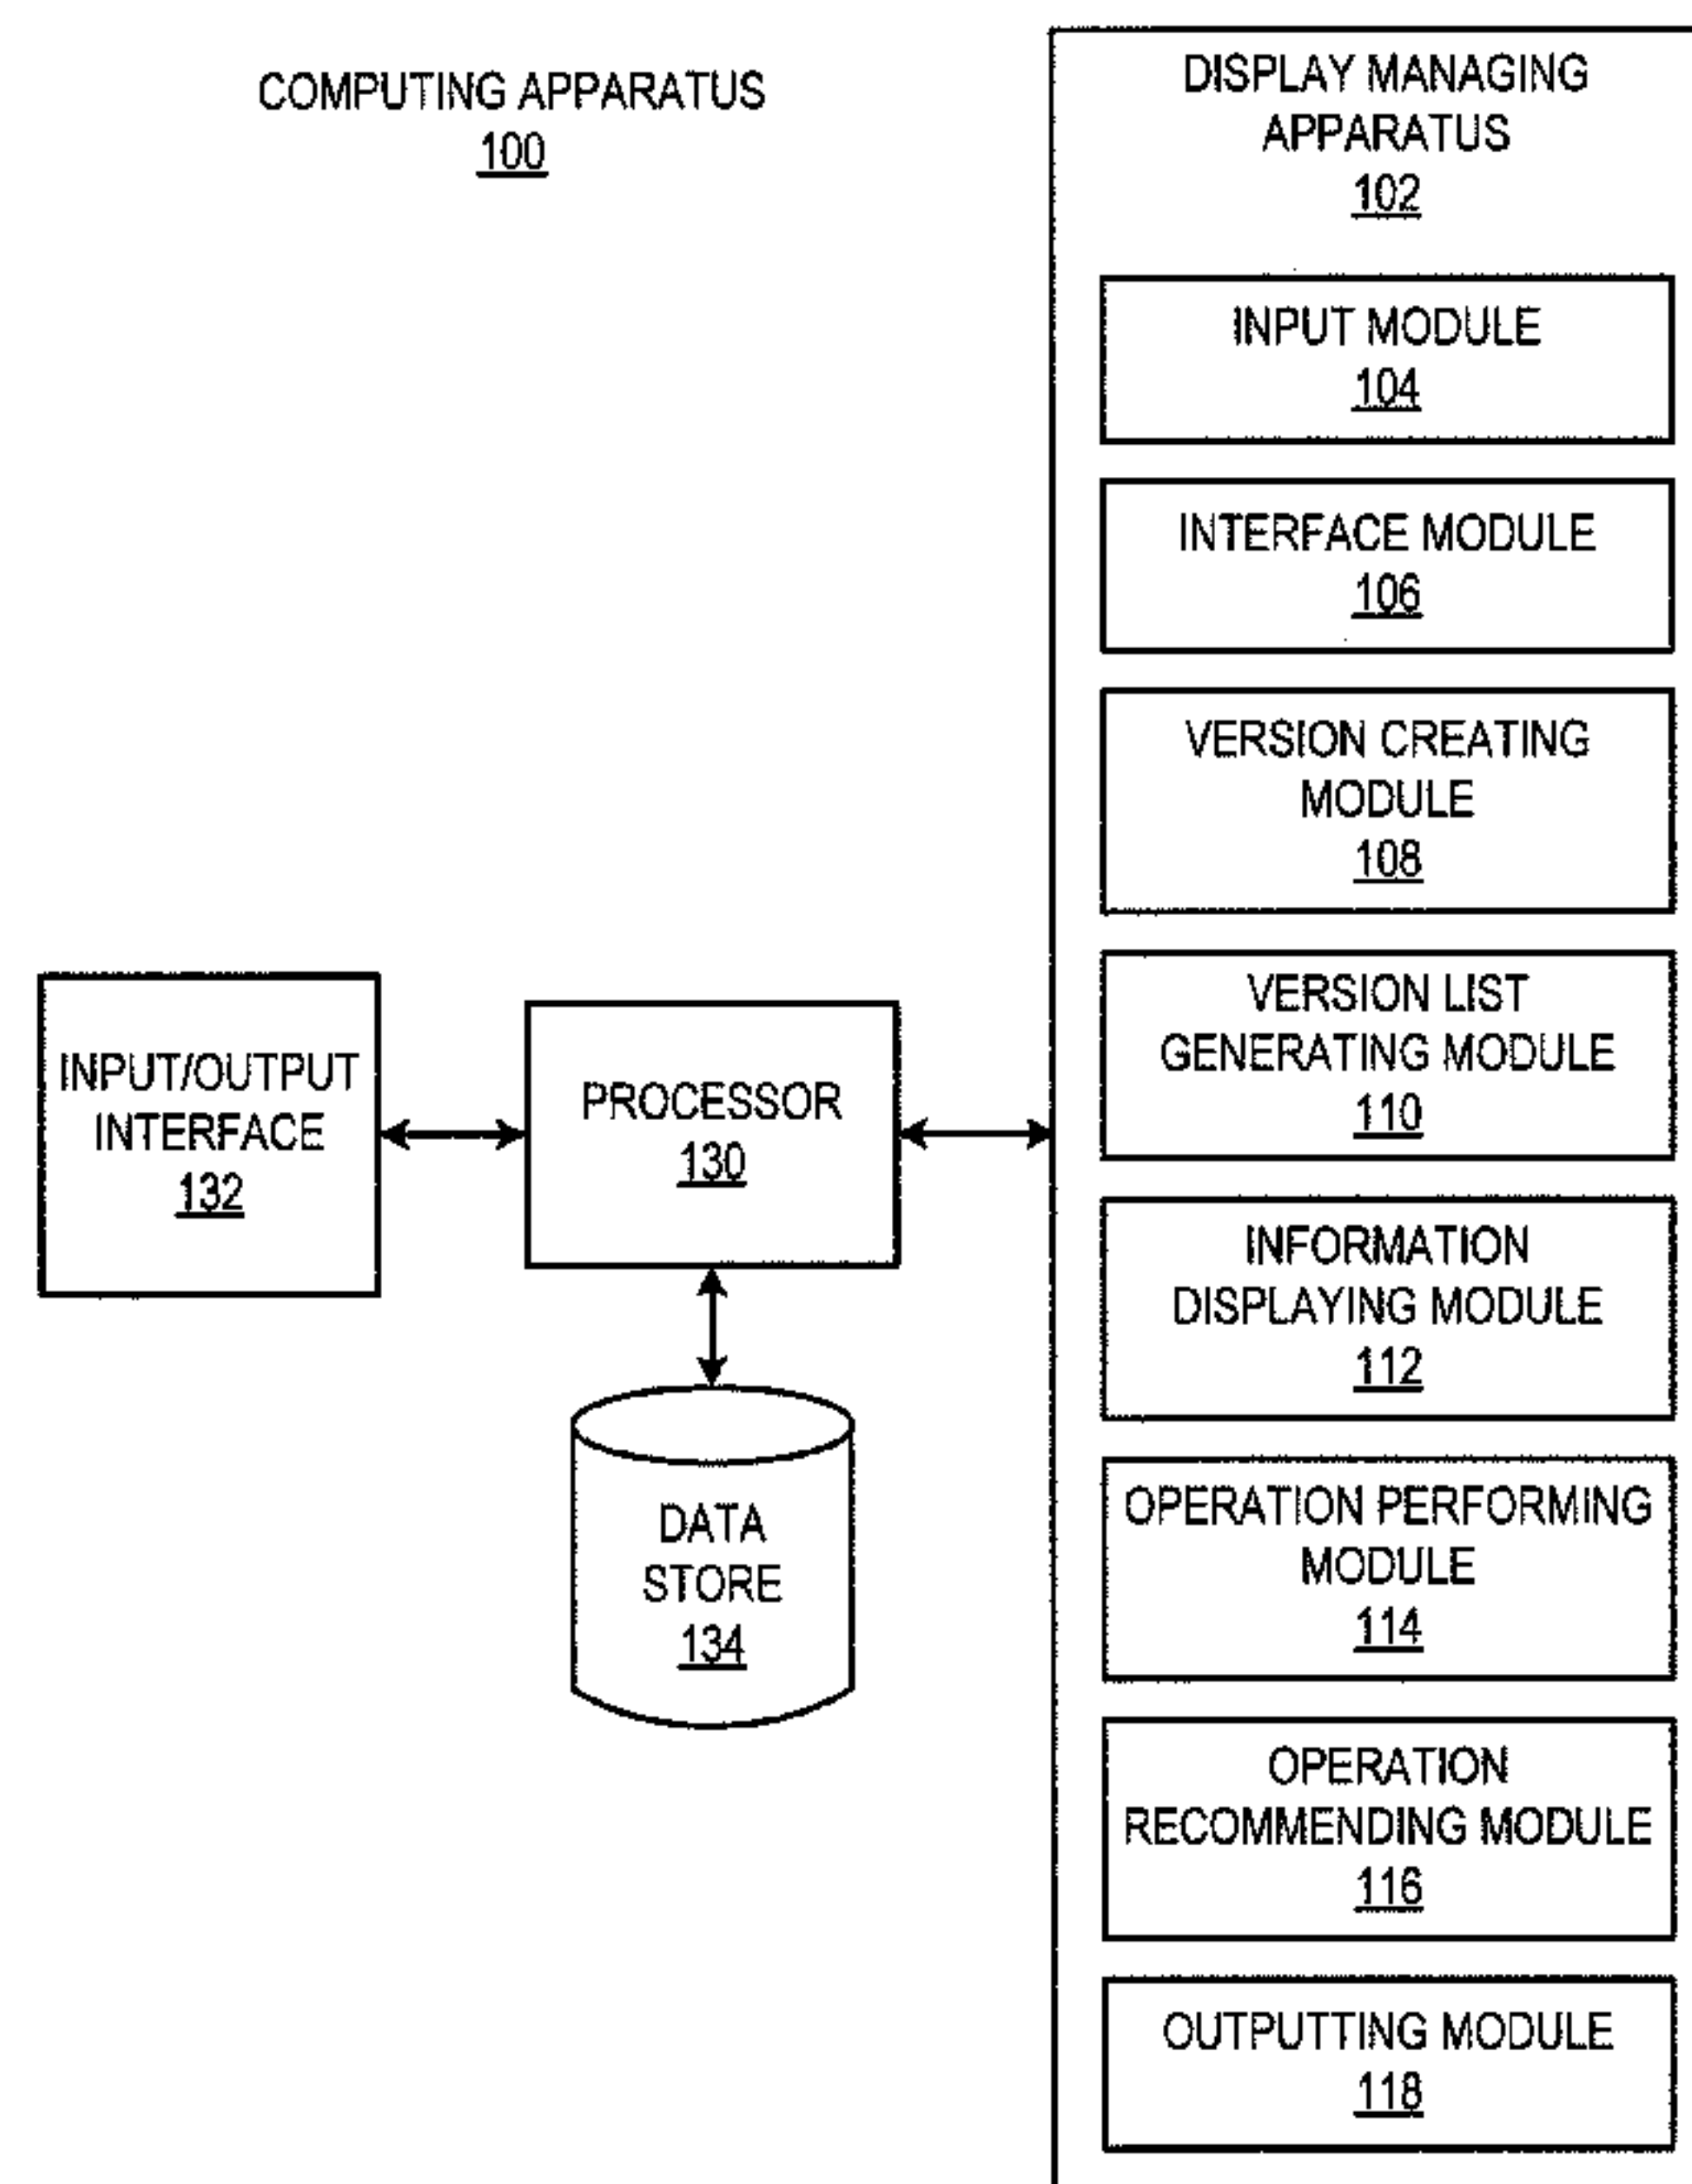 COMPUTING APPARATUS
100
DISPLAY MANAGING
APPARATUS
102
INPUT MODULE
104
INTERFACE MODULE
106
VERSION CREATING
MODULE
108
VERSION LIST
GENERATING MODULE
110
INFORMATION
DISPLAYING MODULE
112
OPERATION PERFORMING
MODULE
114
OPERATION
RECOMMENDING MODULE
116
OUTPUTTING MODULE
118
INPUT/OUTPUT
INTERFACE
132
PROCESSOR
130
DATA
STORE
134